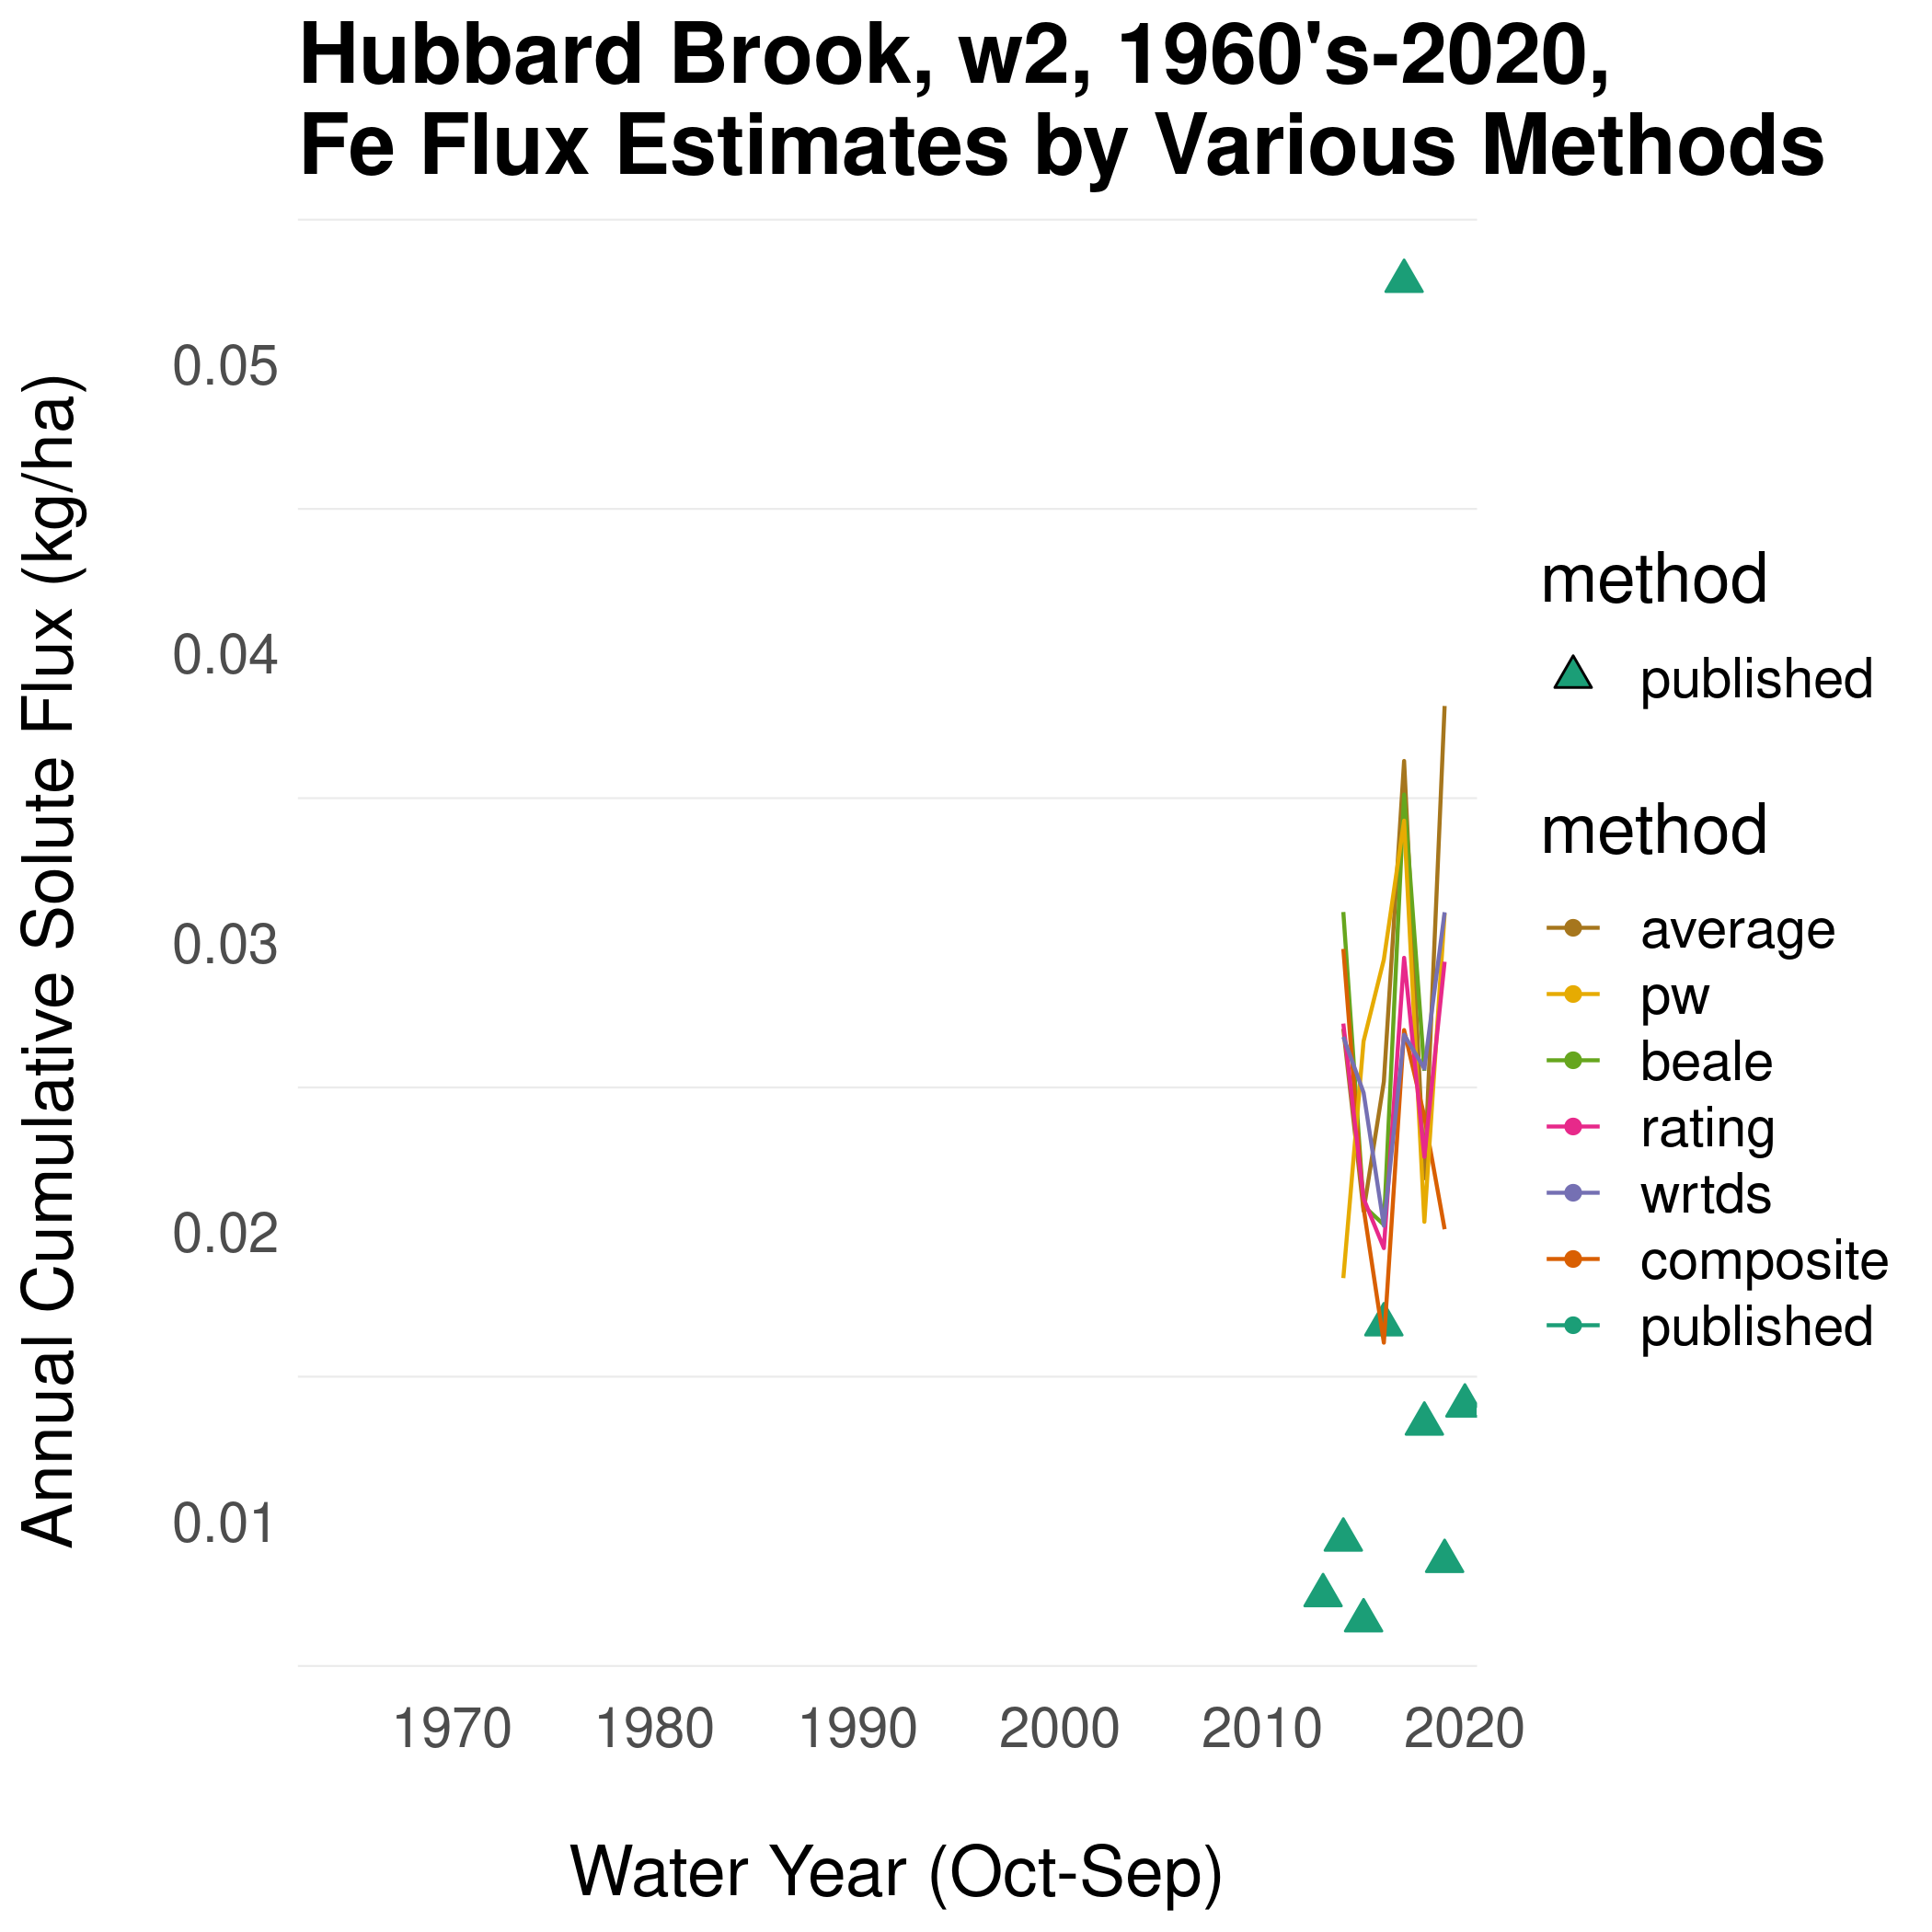 Hubbard Brook, w2, 1960's-2020,
Fe Flux Estimates by Various Methods
Annual Cumulative Solute Flux (kg/ha)
0.05
0.04
0.03
0.02
0.01
1970
1980
1990
2000
2010
2020
Water Year (Oct-Sep)
method
published
method
average
pw
beale
rating
wrtds
composite
published